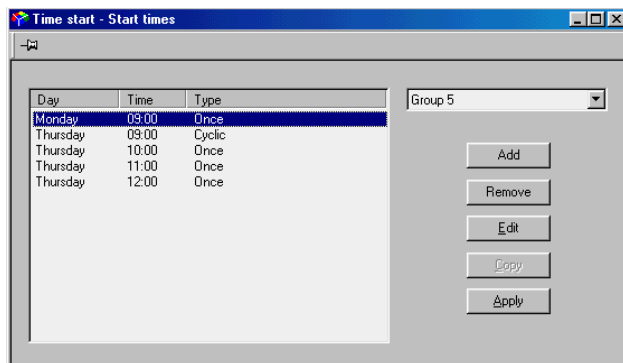 Time start - Start times
Day Time Type
Group 5
Monday 09:00 Once
Thursday 09:00 Cyclic
Thursday 10:00 Once
Thursday 11:00 Once
Thursday 12:00 Once
Add
Remove
Edit
Copy
Apply